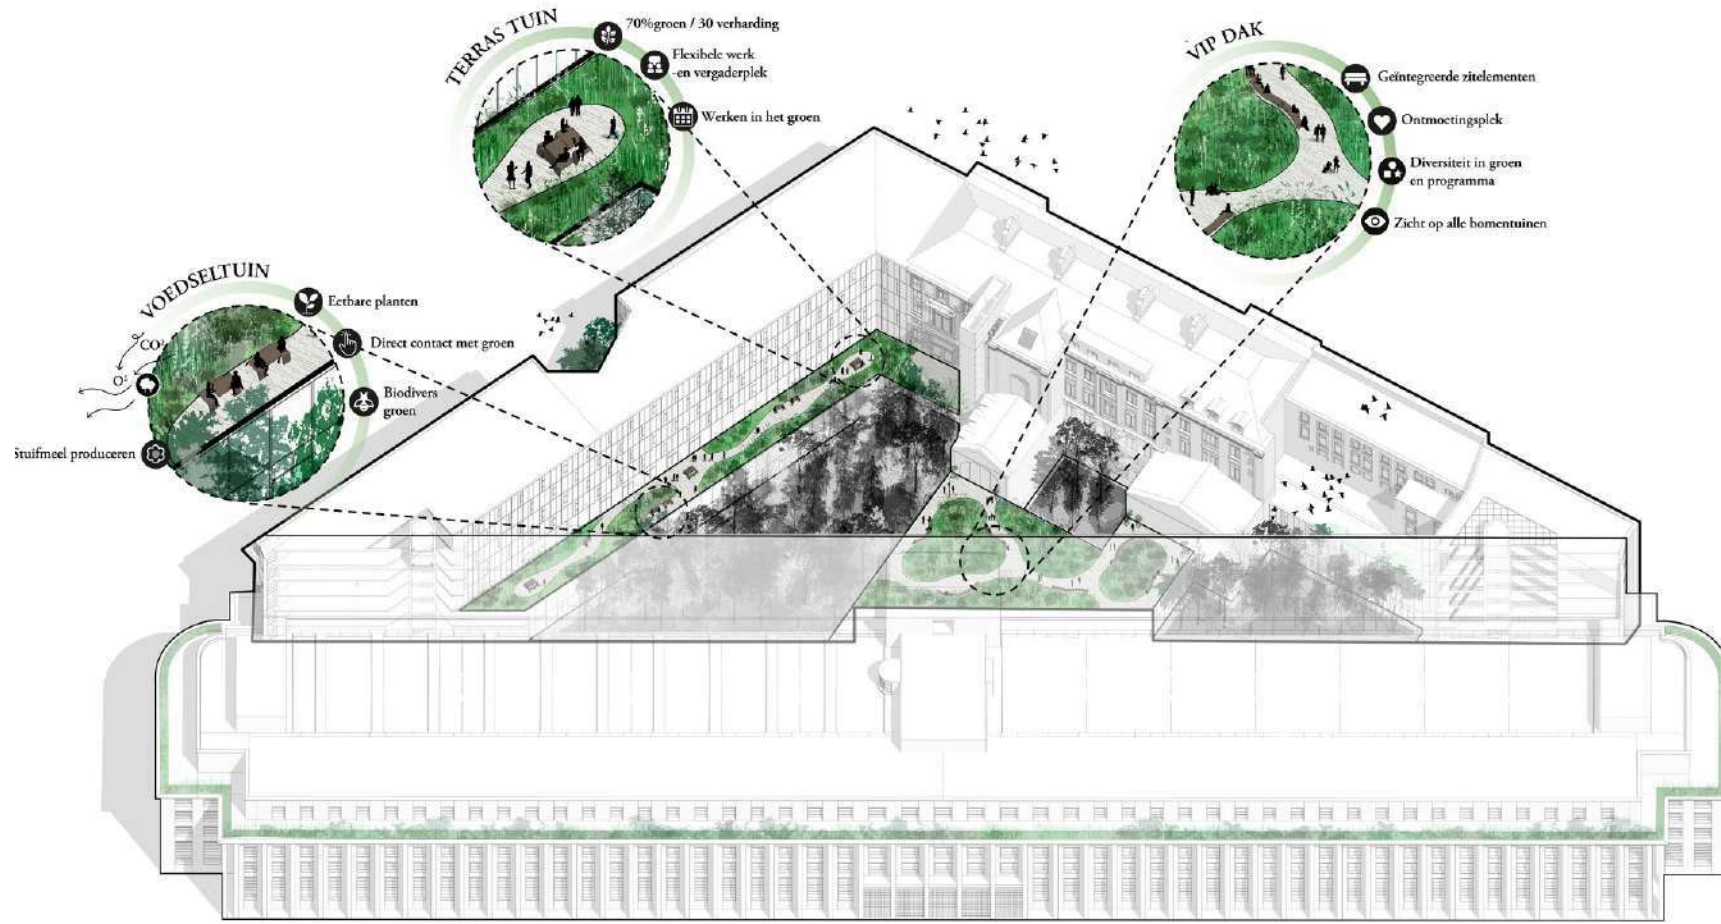 TERRAS TUIN
70%groen / 30 verharding
Flexibele werk
-en vergaderplek
Werken in het groen
VIP DAK
Geïntegreerde zitelementen
Ontmoetingsplek
Diversiteit in groen
en programma
Zicht op alle bomentuinen
VOEDSELTUIN
Eetbare planten
Direct contact met groen
Biodivers
groen
CO²
O²
Stuifmeel produceren